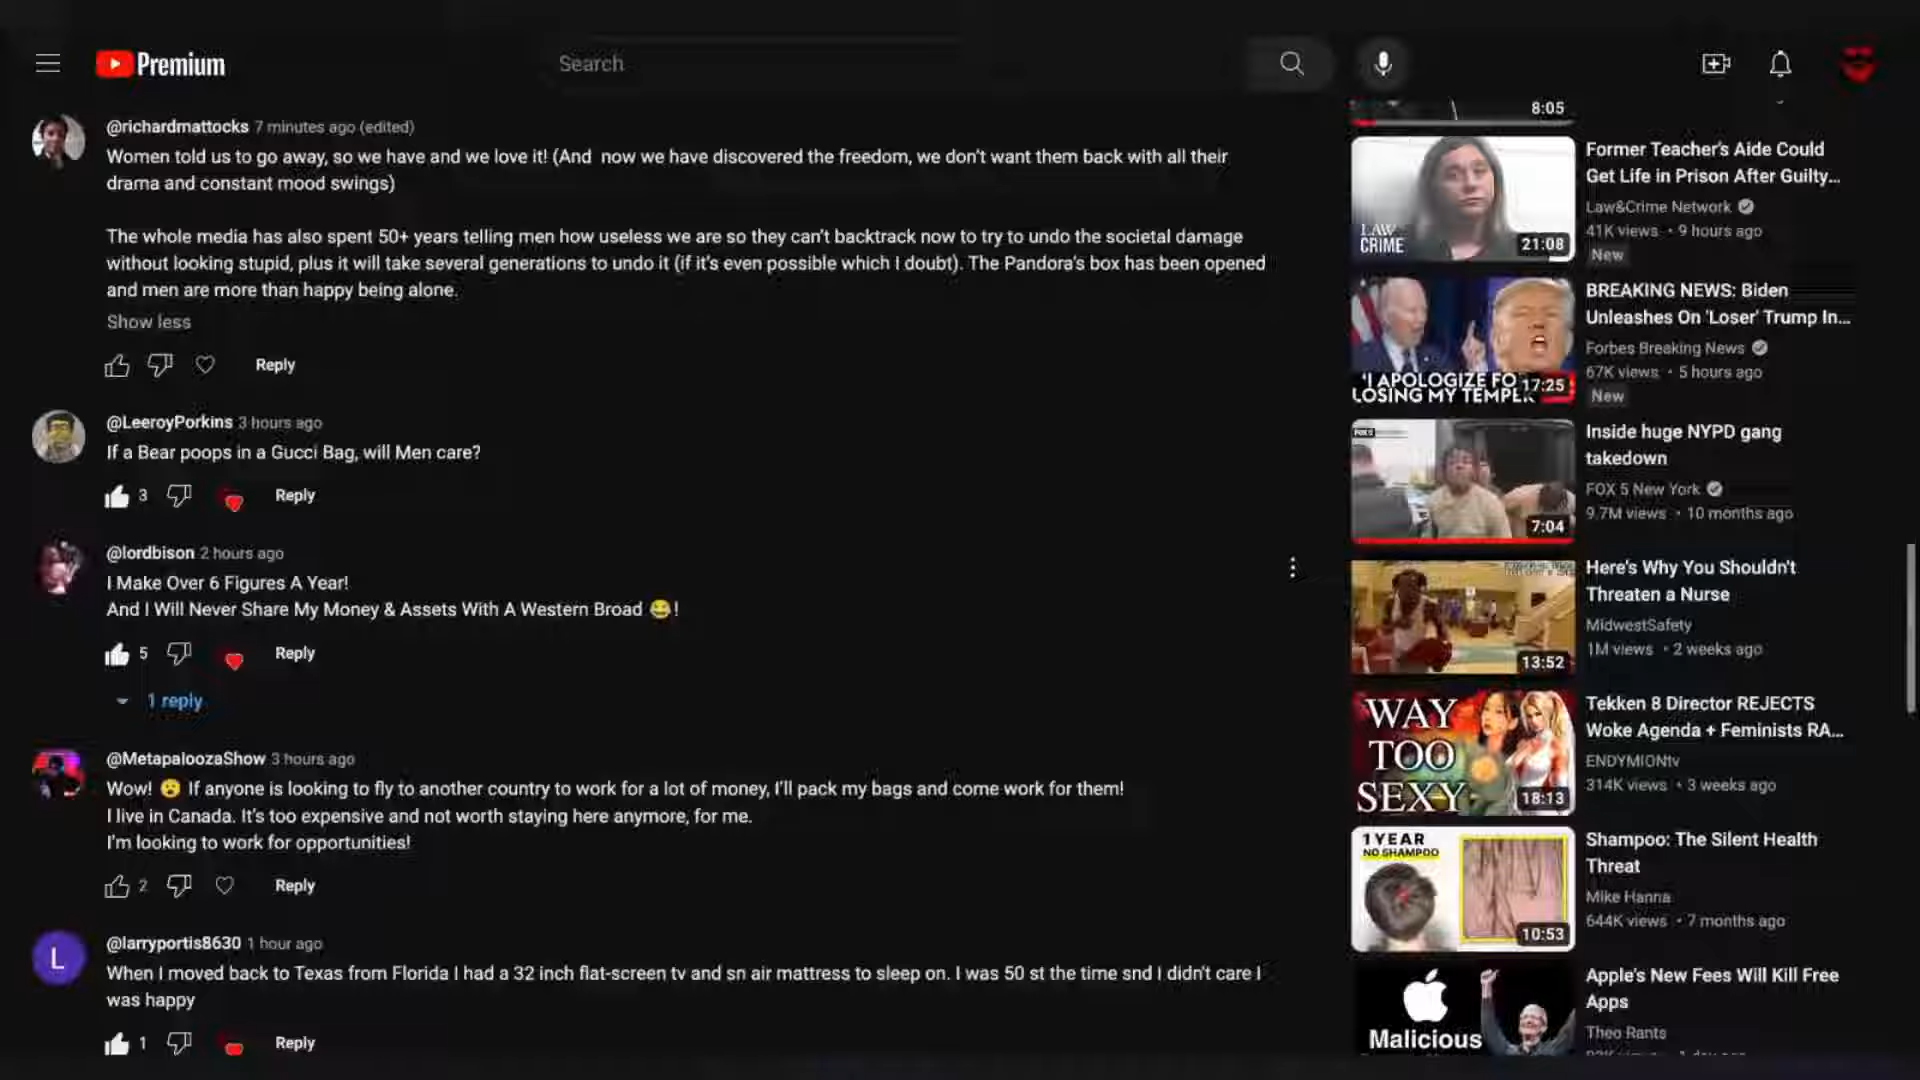 Premium
Search
@richardmattocks 7 minutes ago (edited)
Women told us to go away, so we have and we love it! (And now we have discovered the freedom, we don't want them back with all their
drama and constant mood swings)
The whole media has also spent 50+ years telling men how useless we are so they can't backtrack now to try to undo the societal damage
without looking stupid, plus it will take several generations to undo it (if it's even possible which I doubt). The Pandora's box has been opened
and men are more than happy being alone.
Show less
Reply
@LeeroyPorkins 3 hours ago
If a Bear poops in a Gucci Bag, will Men care?
3 Reply
@lordbison 2 hours ago
I Make Over 6 Figures A Year!
And I Will Never Share My Money & Assets With A Western Broad 😂!
5 Reply
1 reply
@MetapaloozaShow 3 hours ago
Wow! 😮 If anyone is looking to fly to another country to work for a lot of money, I'll pack my bags and come work for them!
I live in Canada. It's too expensive and not worth staying here anymore, for me.
I'm looking to work for opportunities!
2 Reply
L
@larryportis8630 1 hour ago
When I moved back to Texas from Florida I had a 32 inch flat-screen tv and sn air mattress to sleep on. I was 50 st the time snd I didn't care I
was happy
1 Reply
8:05
LAW
CRIME
21:08
Former Teacher's Aide Could
Get Life in Prison After Guilty...
Law&Crime Network
41K views • 9 hours ago
New
'I APOLOGIZE FO
LOSING MY TEMPER
17:25
BREAKING NEWS: Biden
Unleashes On 'Loser' Trump In...
Forbes Breaking News
67K views • 5 hours ago
New
7:04
Inside huge NYPD gang
takedown
FOX 5 New York
9.7M views • 10 months ago
13:52
Here's Why You Shouldn't
Threaten a Nurse
MidwestSafety
1M views • 2 weeks ago
WAY
TOO
SEXY
18:13
Tekken 8 Director REJECTS
Woke Agenda + Feminists RA...
ENDYMIONtv
314K views • 3 weeks ago
1 YEAR
NO SHAMPOO
10:53
Shampoo: The Silent Health
Threat
Mike Hanna
644K views • 7 months ago
Malicious
Apple's New Fees Will Kill Free
Apps
Theo Rants